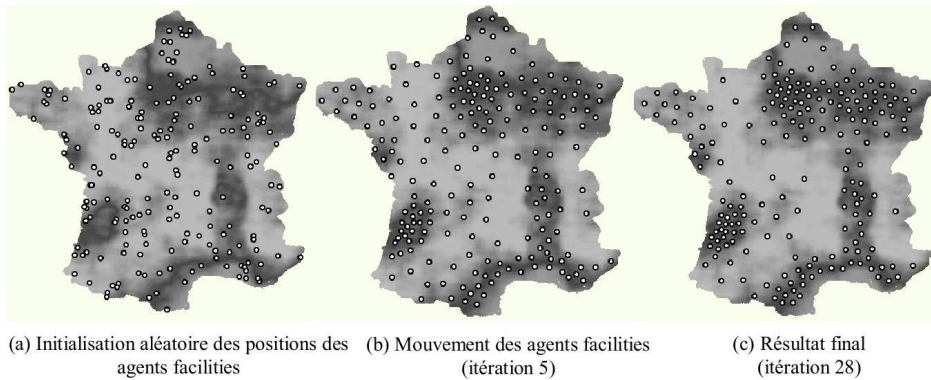 (a) Initialisation aléatoire des positions des
agents facilities
(b) Mouvement des agents facilities
(itération 5)
(c) Résultat final
(itération 28)